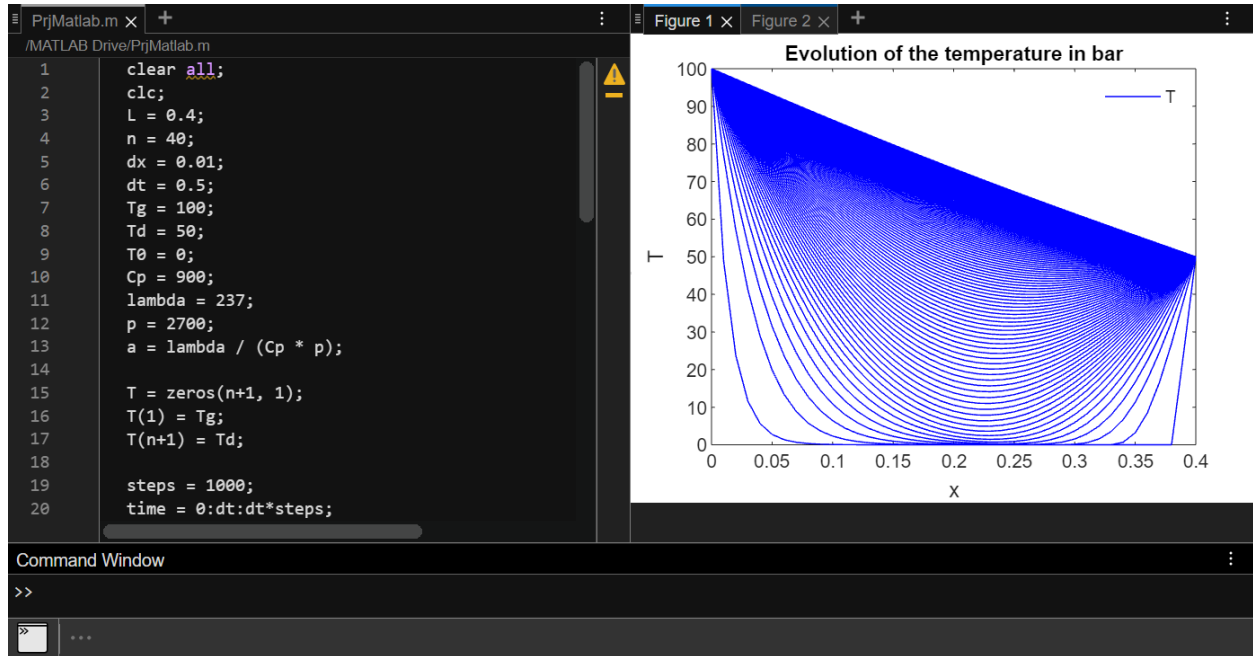 PrjMatlab.m × +
/MATLAB Drive/PrjMatlab.m
1 clear all;
2 clc;
3 L = 0.4;
4 n = 40;
5 dx = 0.01;
6 dt = 0.5;
7 Tg = 100;
8 Td = 50;
9 T0 = 0;
10 Cp = 900;
11 lambda = 237;
12 p = 2700;
13 a = lambda / (Cp * p);
14
15 T = zeros(n+1, 1);
16 T(1) = Tg;
17 T(n+1) = Td;
18
19 steps = 1000;
20 time = 0:dt:dt*steps;
Figure 1 × Figure 2 × +
Evolution of the temperature in bar
T
100
90
80
70
60
50
40
30
20
10
0
T
0 0.05 0.1 0.15 0.2 0.25 0.3 0.35 0.4
x
Command Window
>>
»